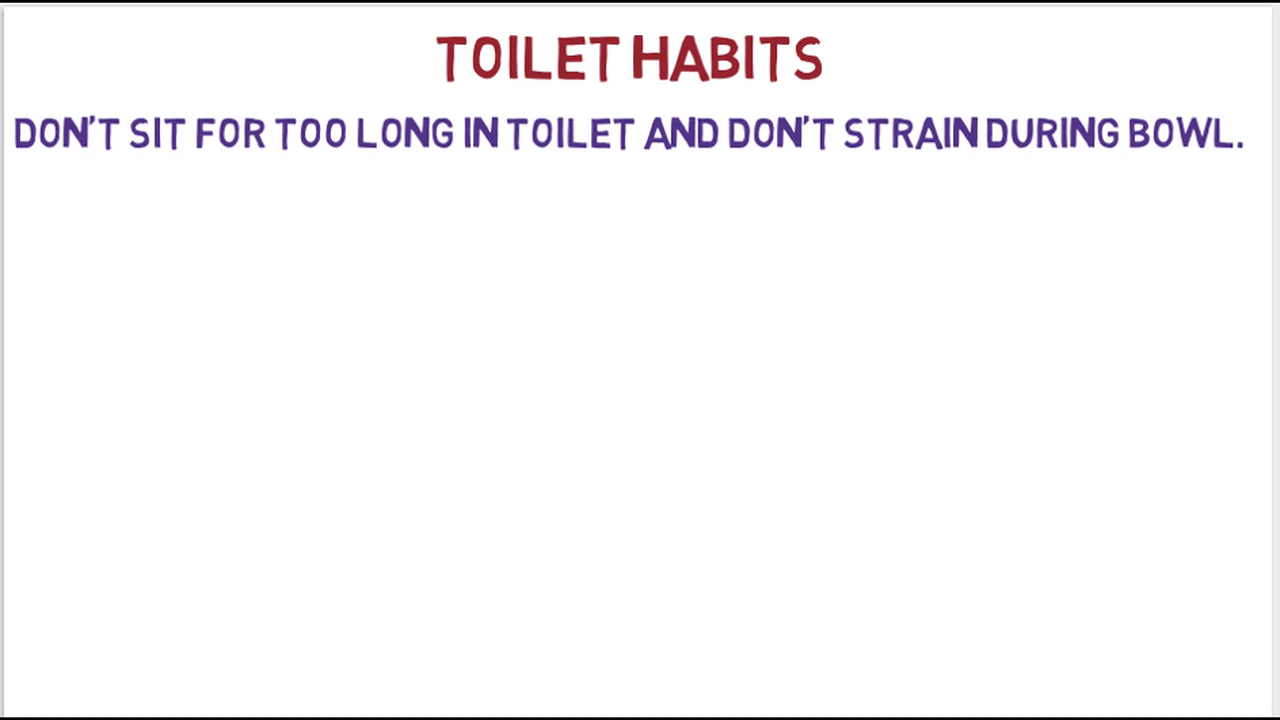 TOILET HABITS
DON'T SIT FOR TOO LONG IN TOILET AND DON'T STRAIN DURING BOWL.